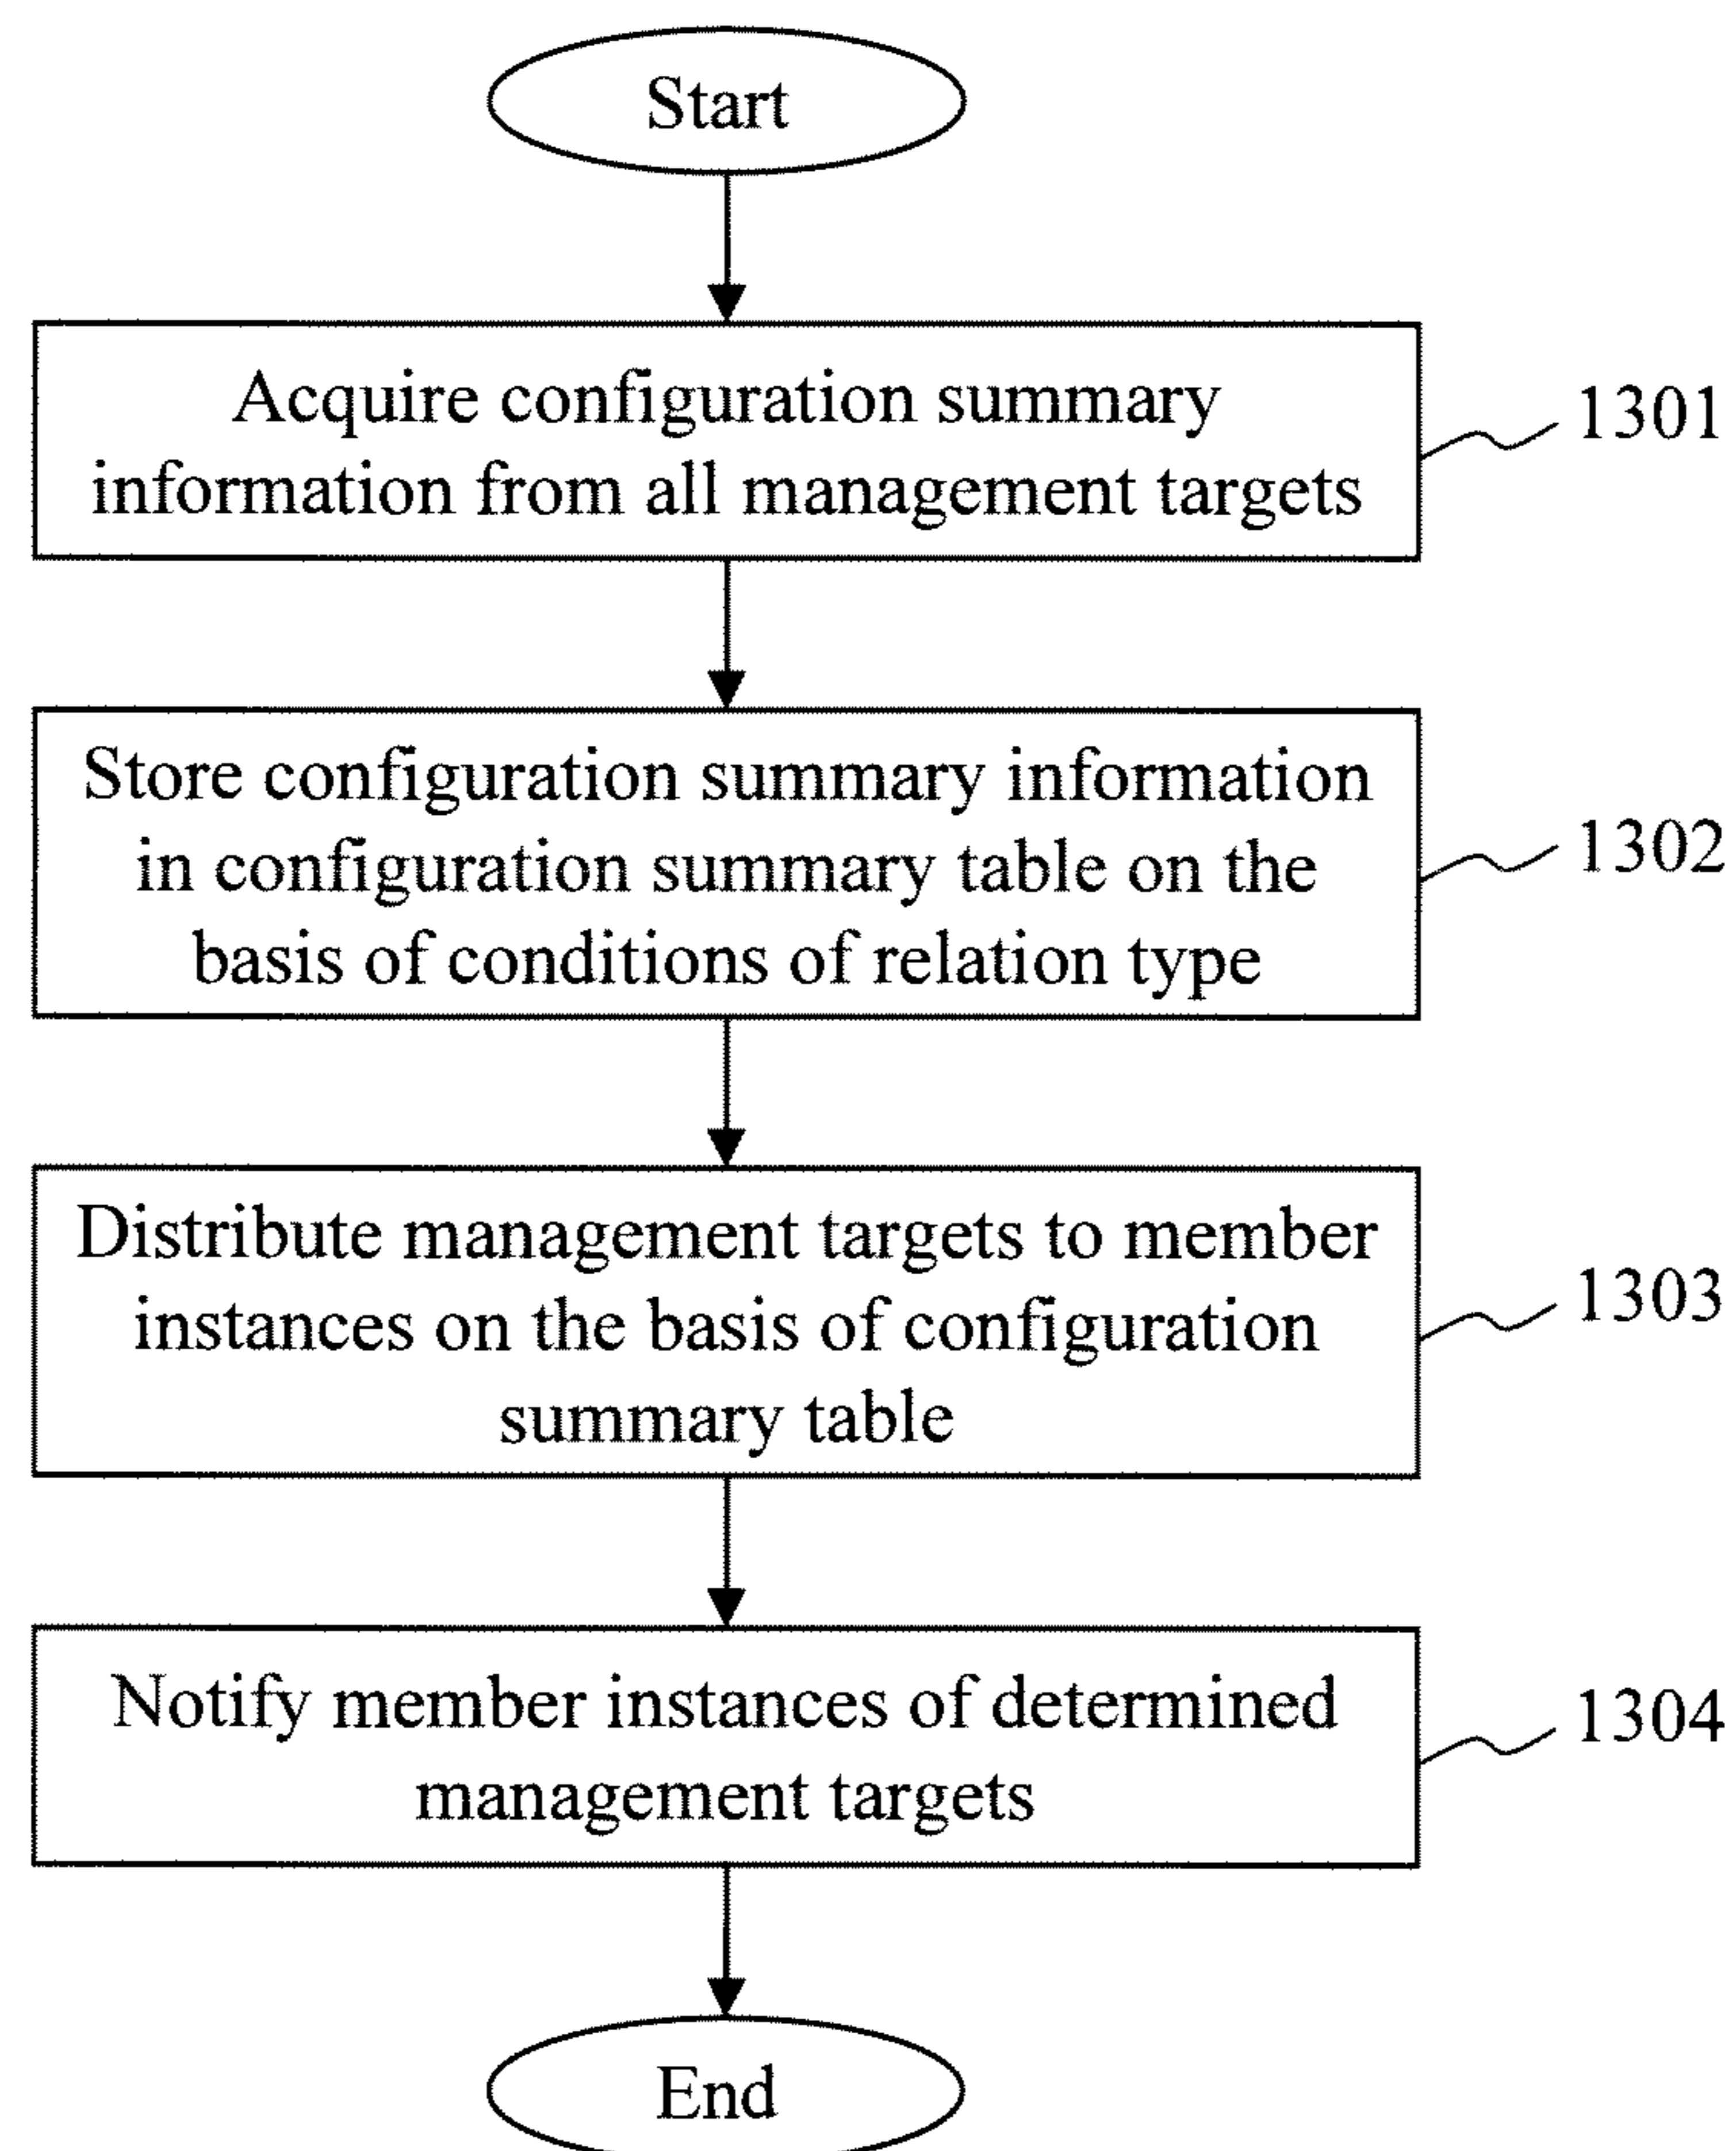 Start
Acquire configuration summary
information from all management targets
1301
Store configuration summary information
in configuration summary table on the
basis of conditions of relation type
1302
Distribute management targets to member
instances on the basis of configuration
summary table
1303
Notify member instances of determined
management targets
1304
End